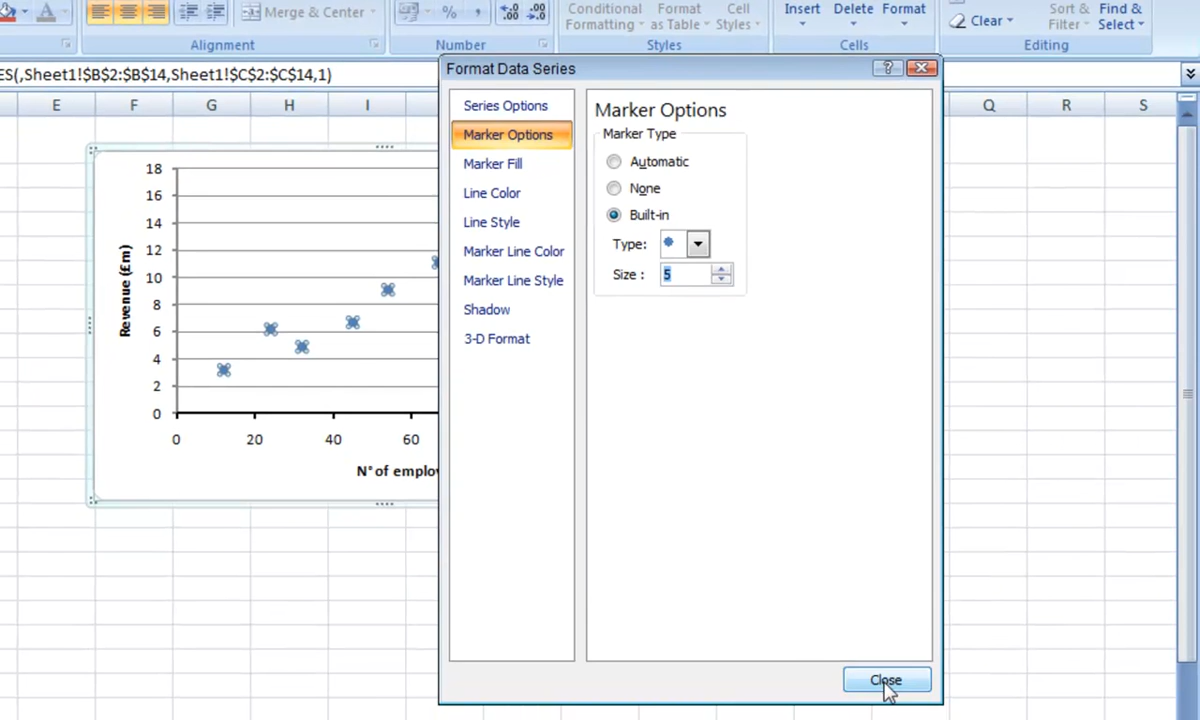 Merge & Center
%
Conditional Formatting
Format as Table
Cell Styles
Insert
Delete
Format
Clear
Sort & Filter
Find & Select
Alignment
Number
Styles
Cells
Editing
ES(,Sheet1!$B$2:$B$14,Sheet1!$C$2:$C$14,1)
E F G H I Q R S
Format Data Series
Series Options
Marker Options
Marker Fill
Line Color
Line Style
Marker Line Color
Marker Line Style
Shadow
3-D Format
Marker Options
Marker Type
Automatic
None
Built-in
Type:
Size : 5
Close
Revenue (£m)
18
16
14
12
10
8
6
4
2
0
0 20 40 60
N° of employ